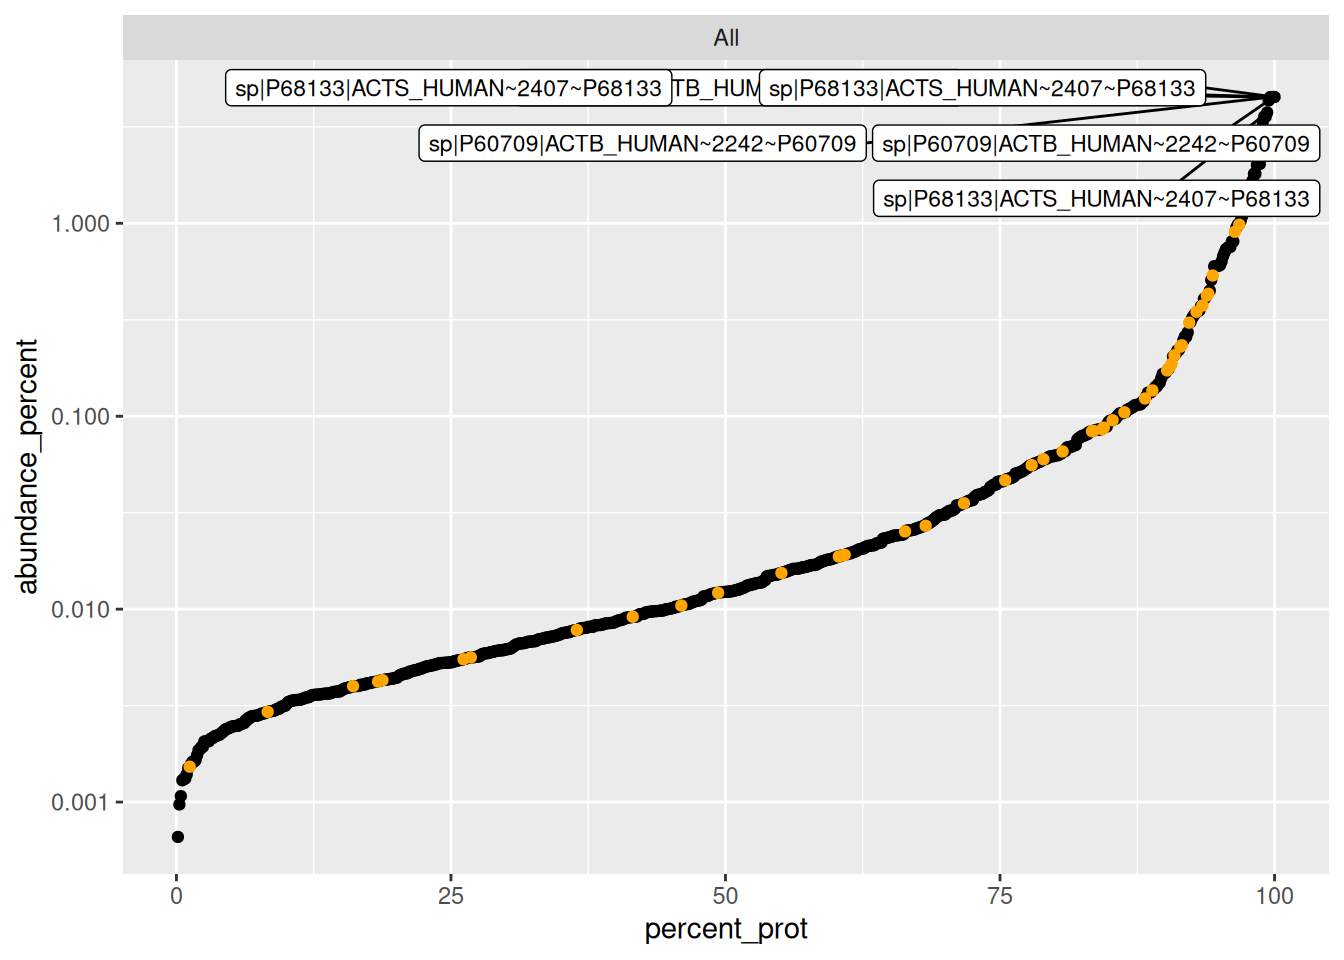 All
sp|P68133|ACTS_HUMAN~2407~P68133
TB_HUM
sp|P68133|ACTS_HUMAN~2407~P68133
sp|P60709|ACTB_HUMAN~2242~P60709
sp|P60709|ACTB_HUMAN~2242~P60709
sp|P68133|ACTS_HUMAN~2407~P68133
1.000
0.100
0.010
0.001
abundance_percent
0
25
50
75
100
percent_prot